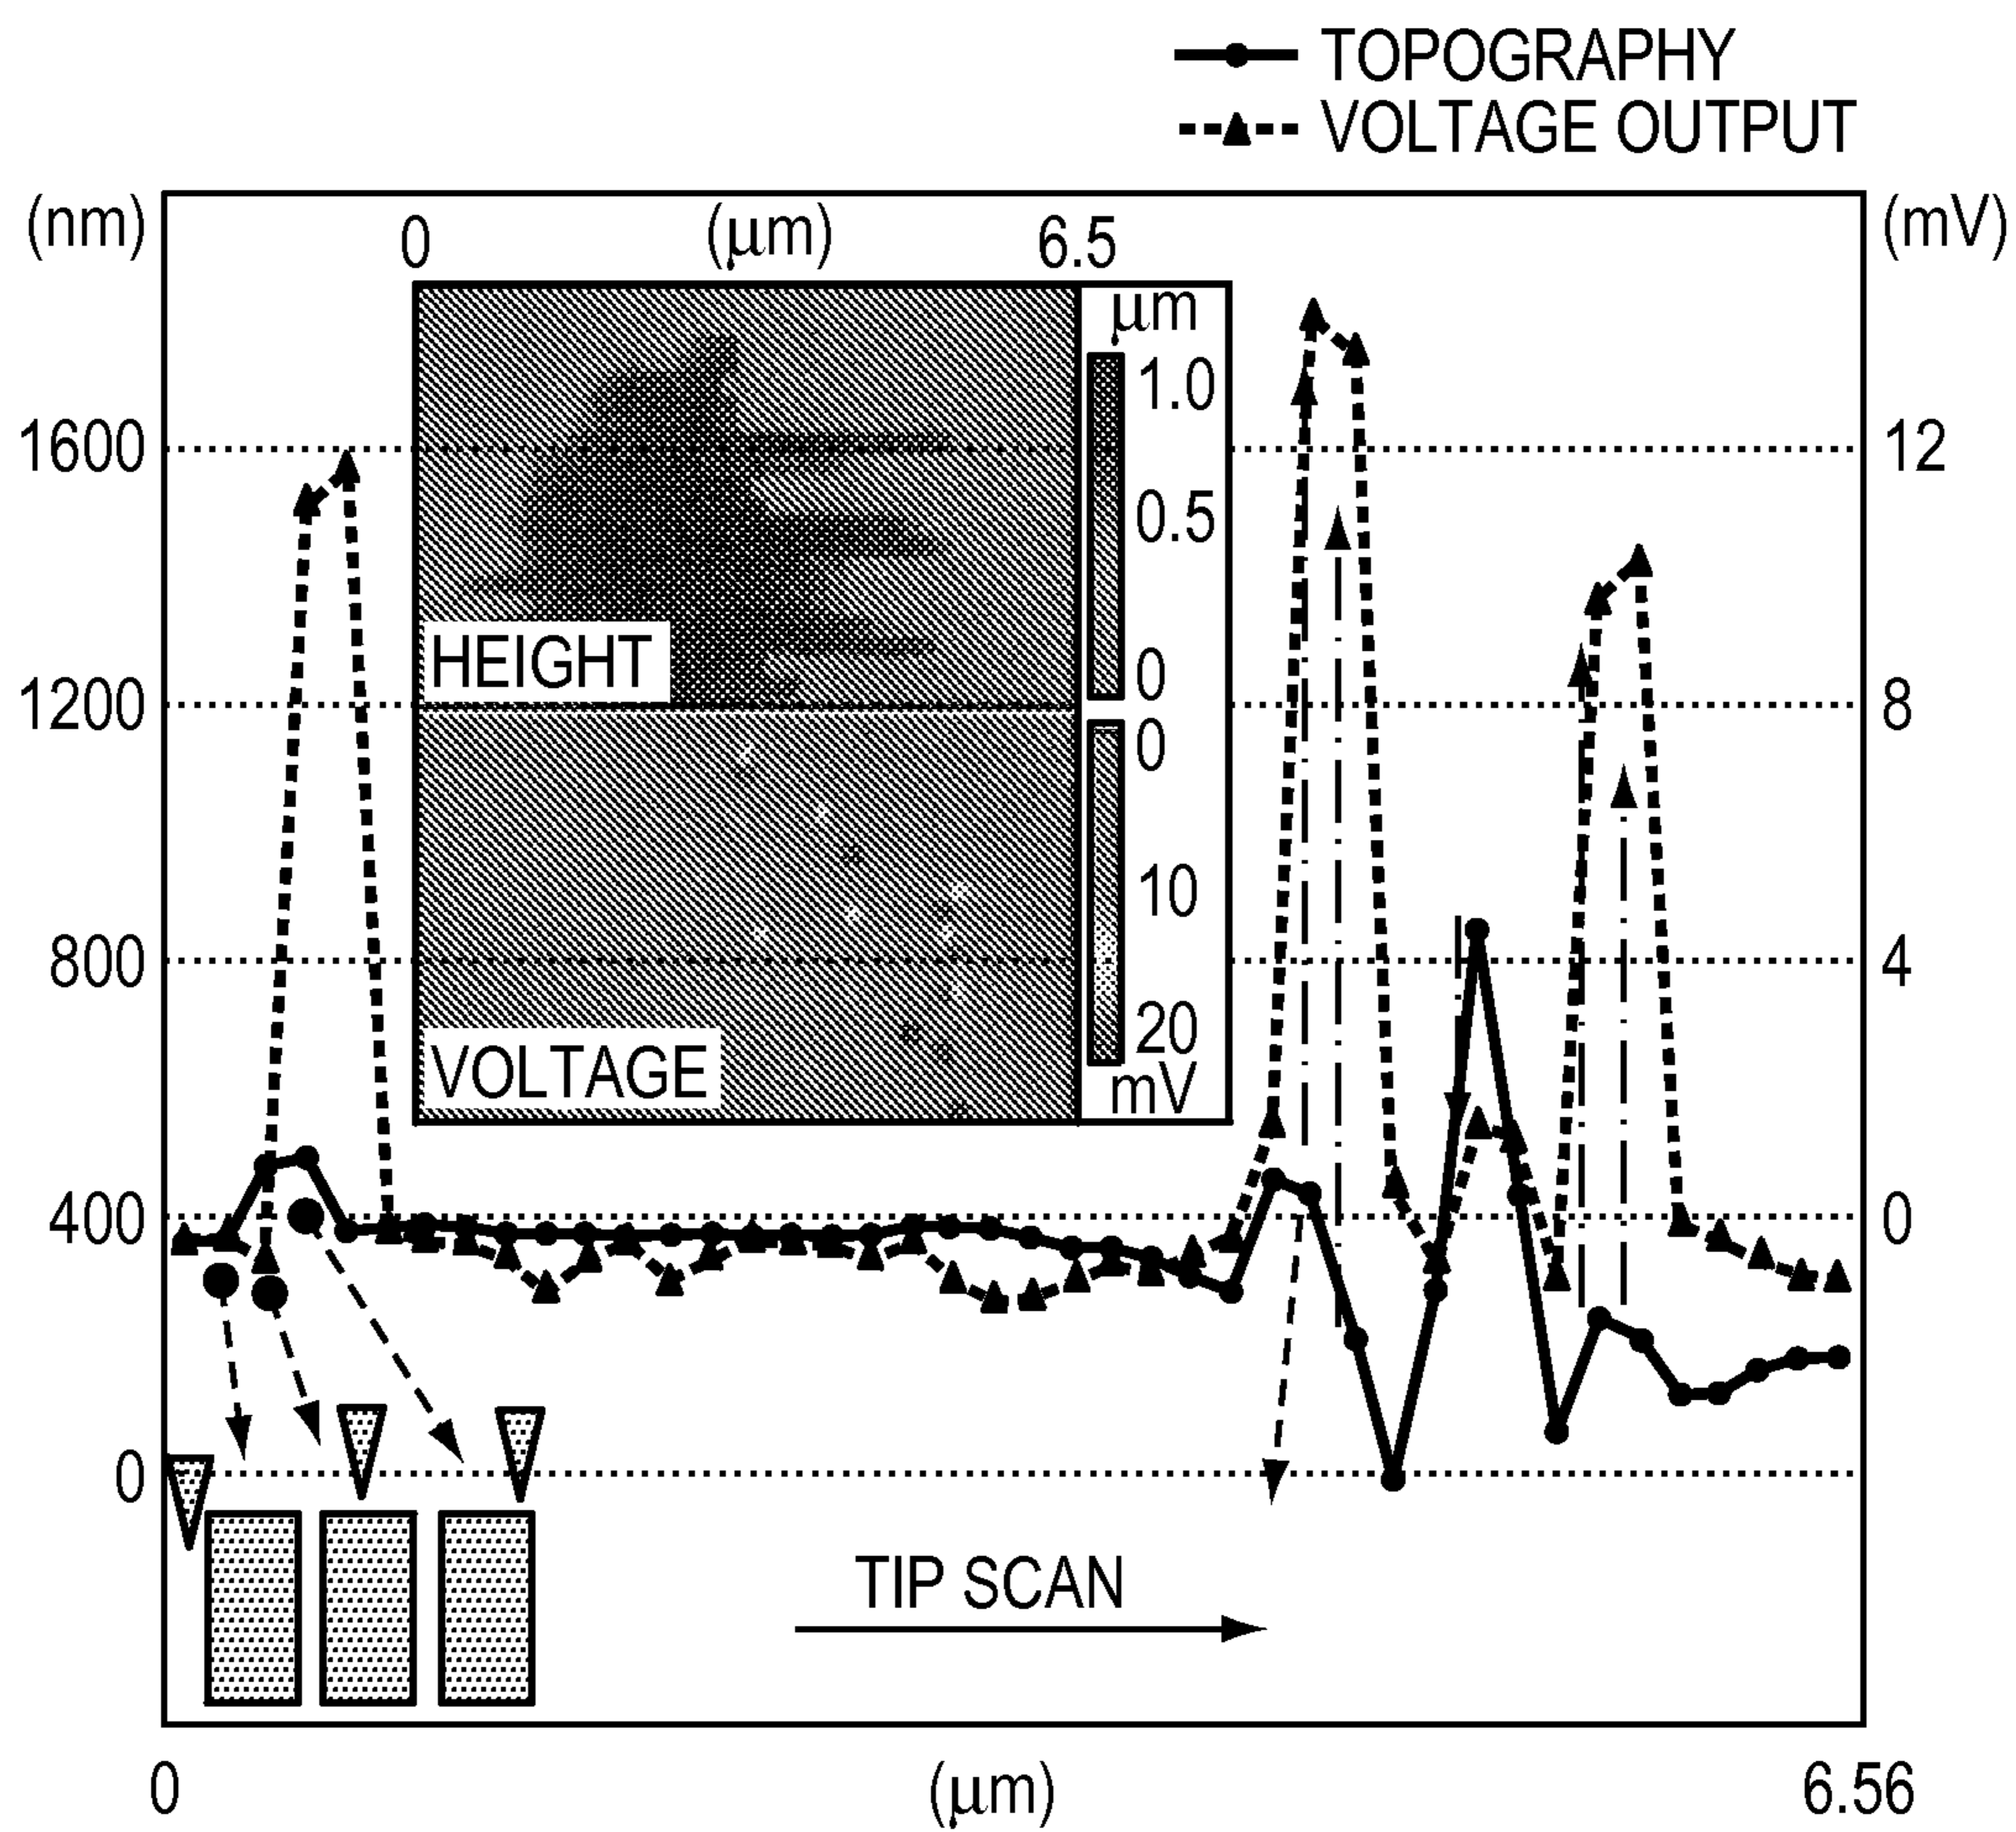 TOPOGRAPHY
VOLTAGE OUTPUT
(nm)
(mV)
0 (μm) 6.5
μm
1.0
0.5
0
HEIGHT
0
10
20
mV
VOLTAGE
1600
1200
800
400
0
12
8
4
0
TIP SCAN
0 (μm) 6.56